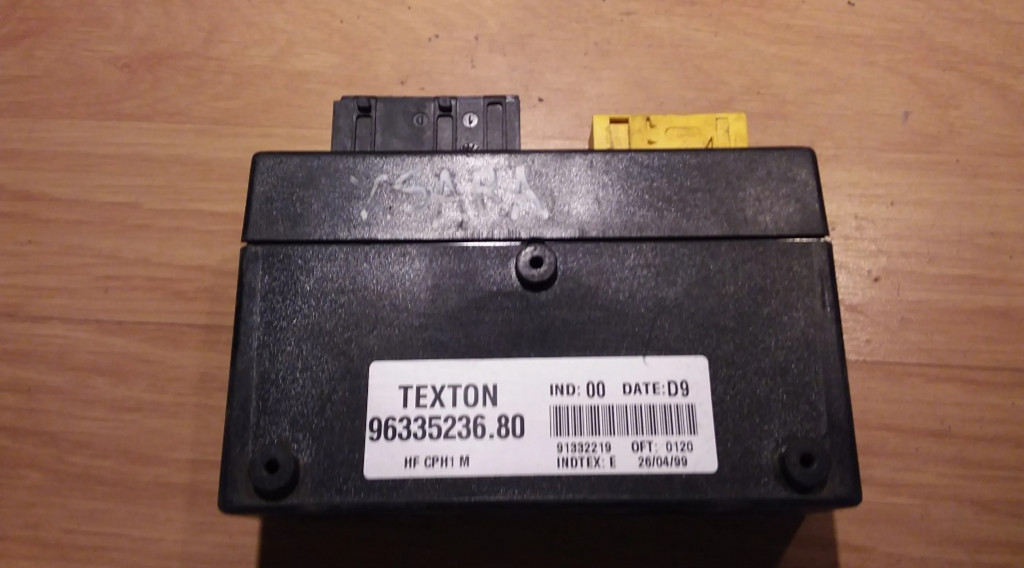 XSARA
TEXTON
96335236.80
HF CPH1 M
IND: 00 DATE: D9
91332219 OFT: 0120
INDTEX: E 26/04/99